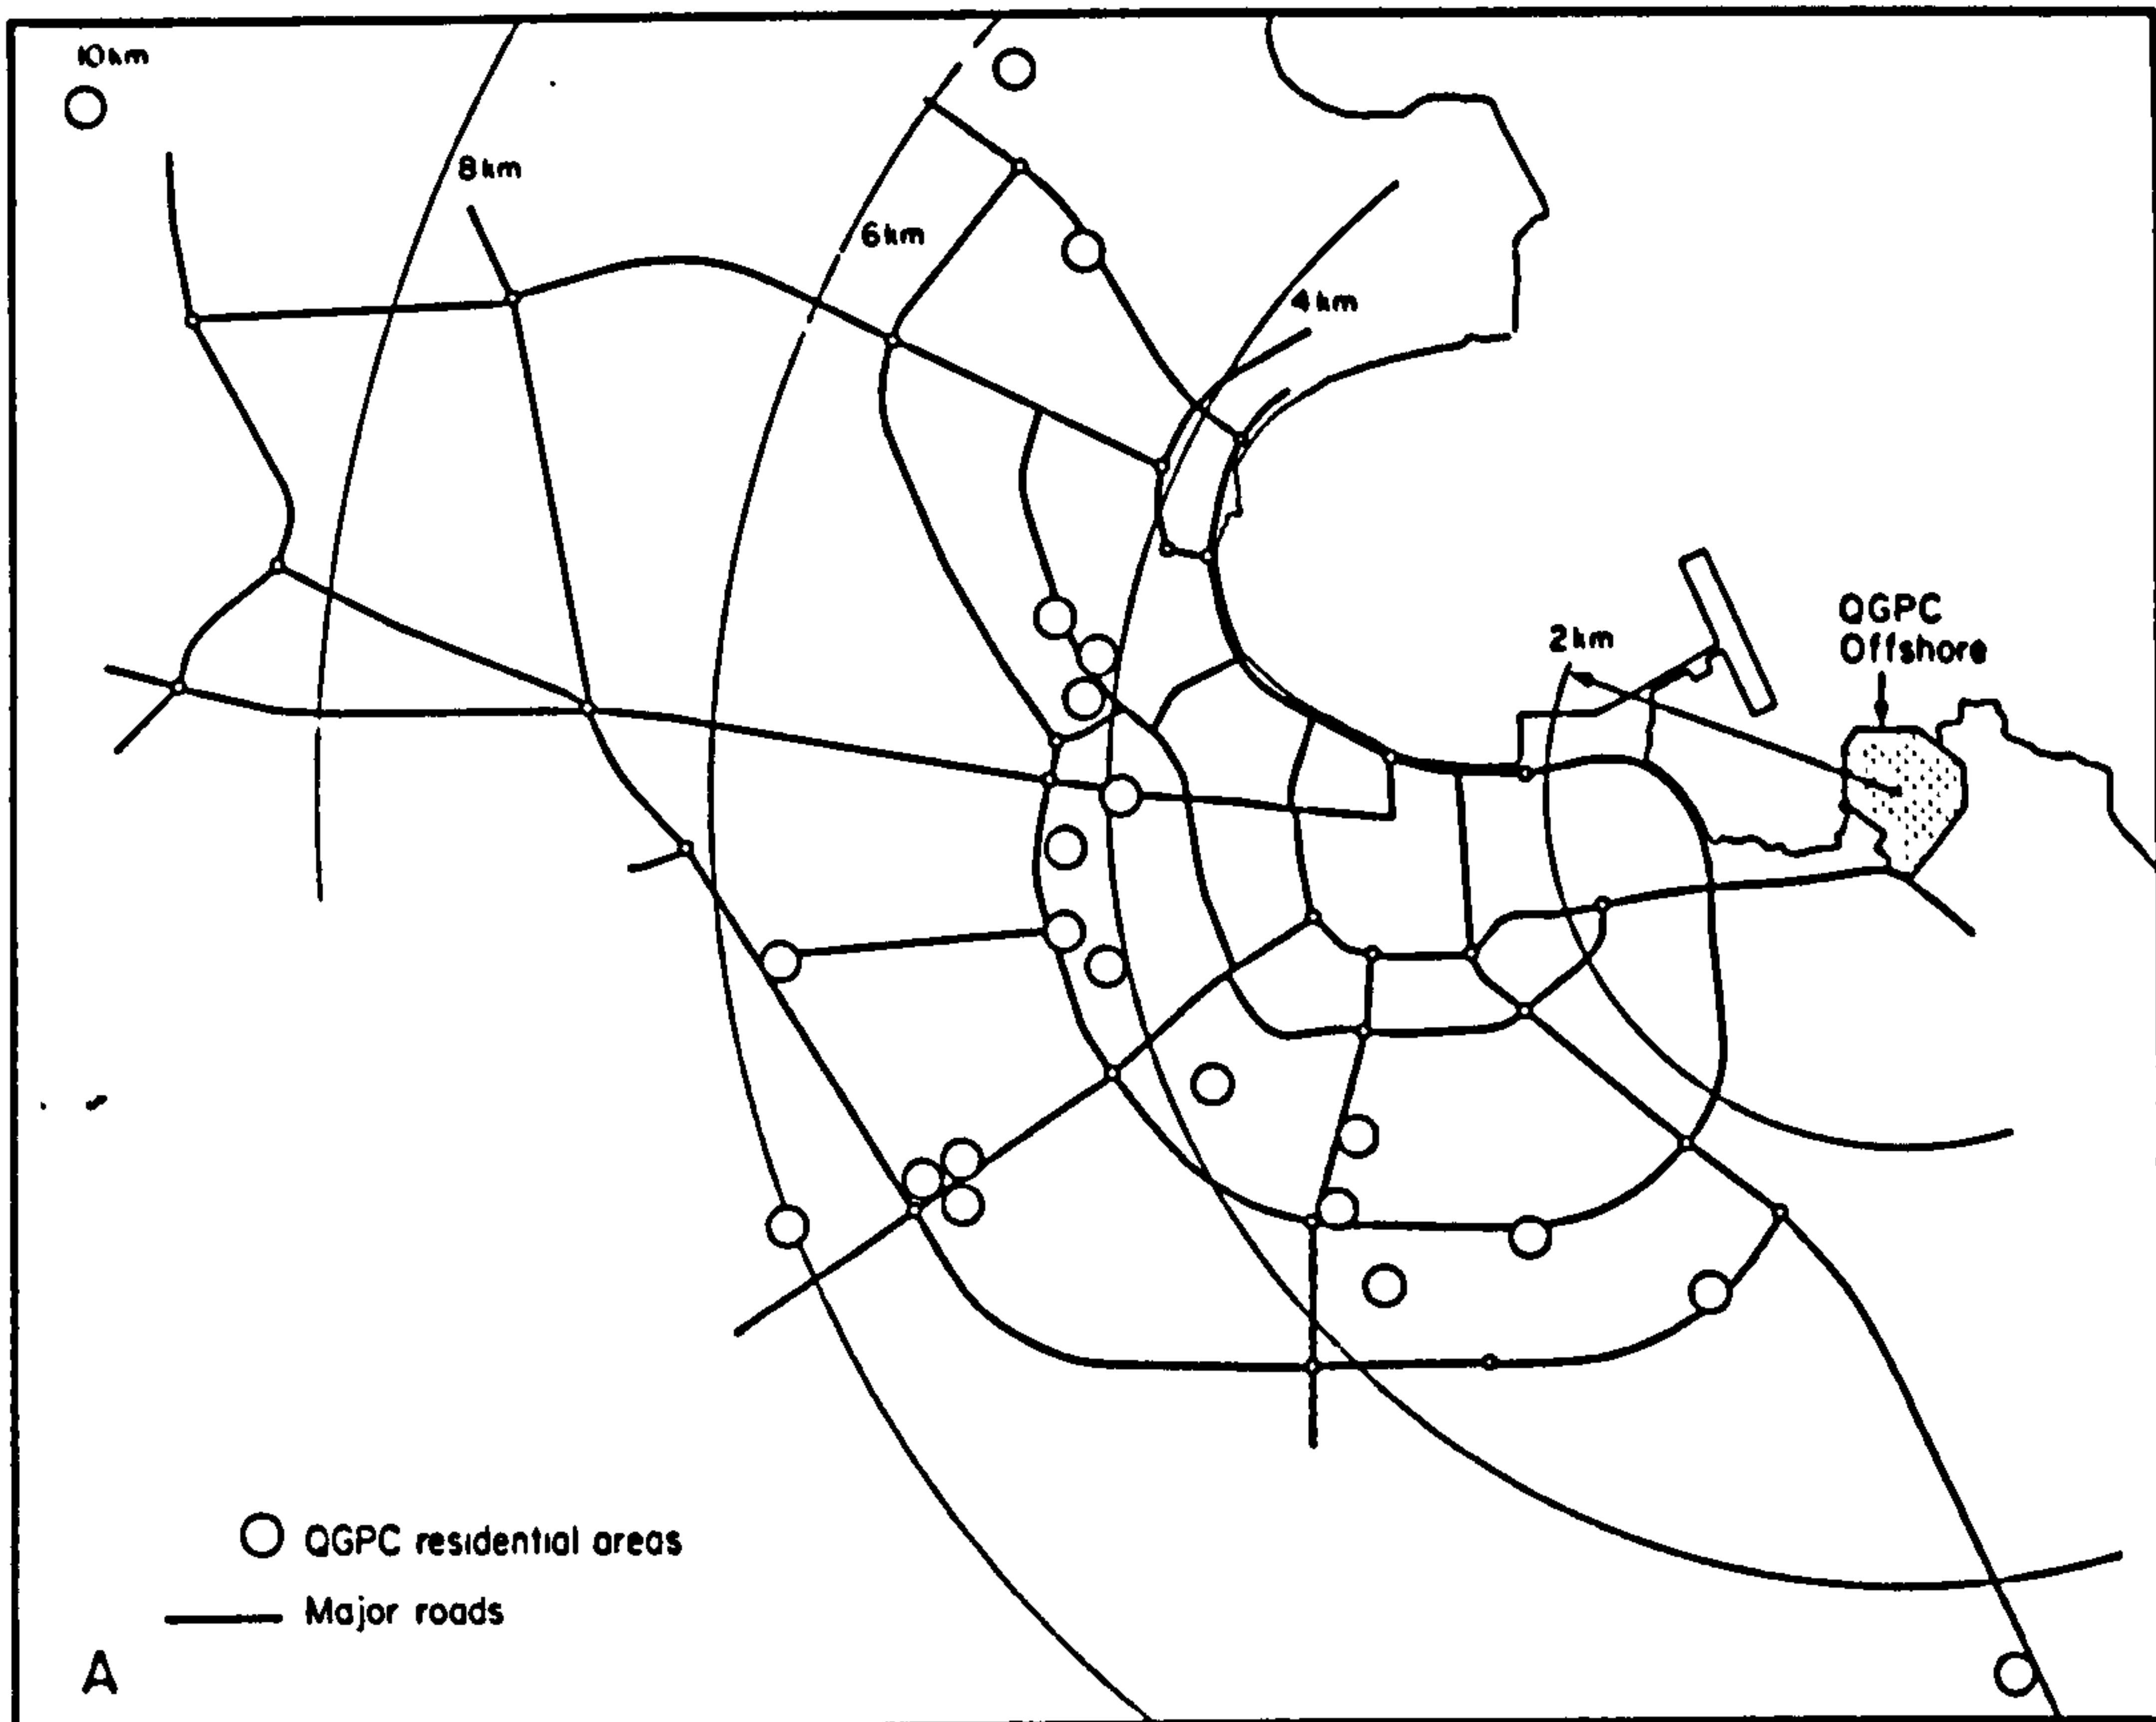 10km
8km
6km
4km
2km
QGPC
Offshore
QGPC residential areas
Major roads
A